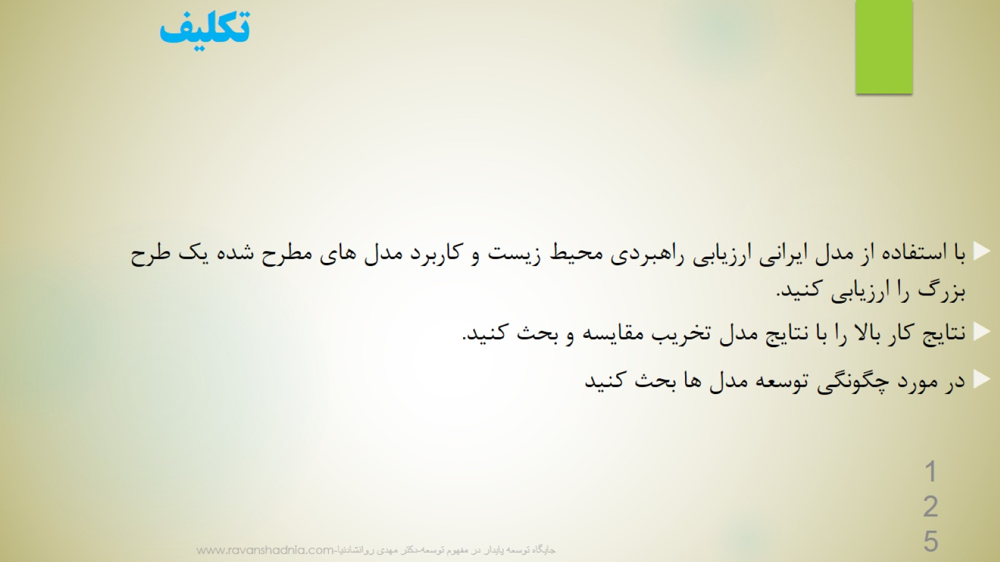 تکلیف
با استفاده از مدل ایرانی ارزیابی راهبردی محیط زیست و کاربرد مدل های مطرح شده یک طرح
بزرگ را ارزیابی کنید.
نتایج کار بالا را با نتایج مدل تخریب مقایسه و بحث کنید.
در مورد چگونگی توسعه مدل ها بحث کنید
1
2
5
جایگاه توسعه پایدار در مفهوم توسعه-دکتر مهدی روانشادنیا-www.ravanshadnia.com